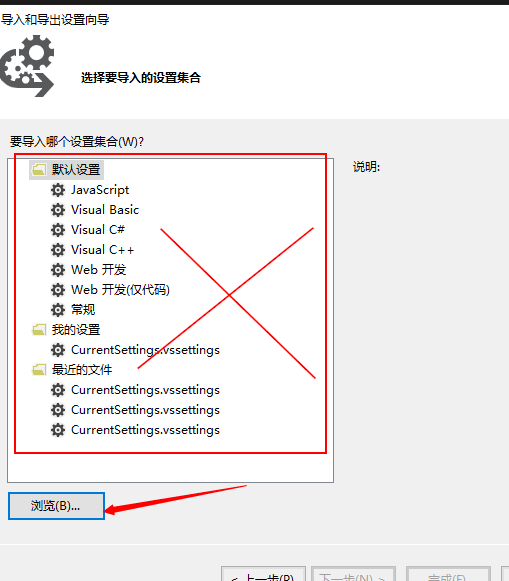 导入和导出设置向导
选择要导入的设置集合
要导入哪个设置集合(W)?
说明:
默认设置
JavaScript
Visual Basic
Visual C#
Visual C++
Web 开发
Web 开发(仅代码)
常规
我的设置
CurrentSettings.vssettings
最近的文件
CurrentSettings.vssettings
CurrentSettings.vssettings
CurrentSettings.vssettings
浏览(B)...
< 上一步(P)
下一步(N) >
完成(F)